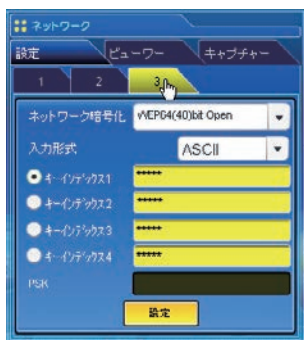 ネットワーク
設定 ビューワー キャプチャー
1 2 3
ネットワーク暗号化 WEP64(40)bit Open
入力形式 ASCII
キーインデックス1 *****
キーインデックス2 *****
キーインデックス3 *****
キーインデックス4 *****
PSK
設定